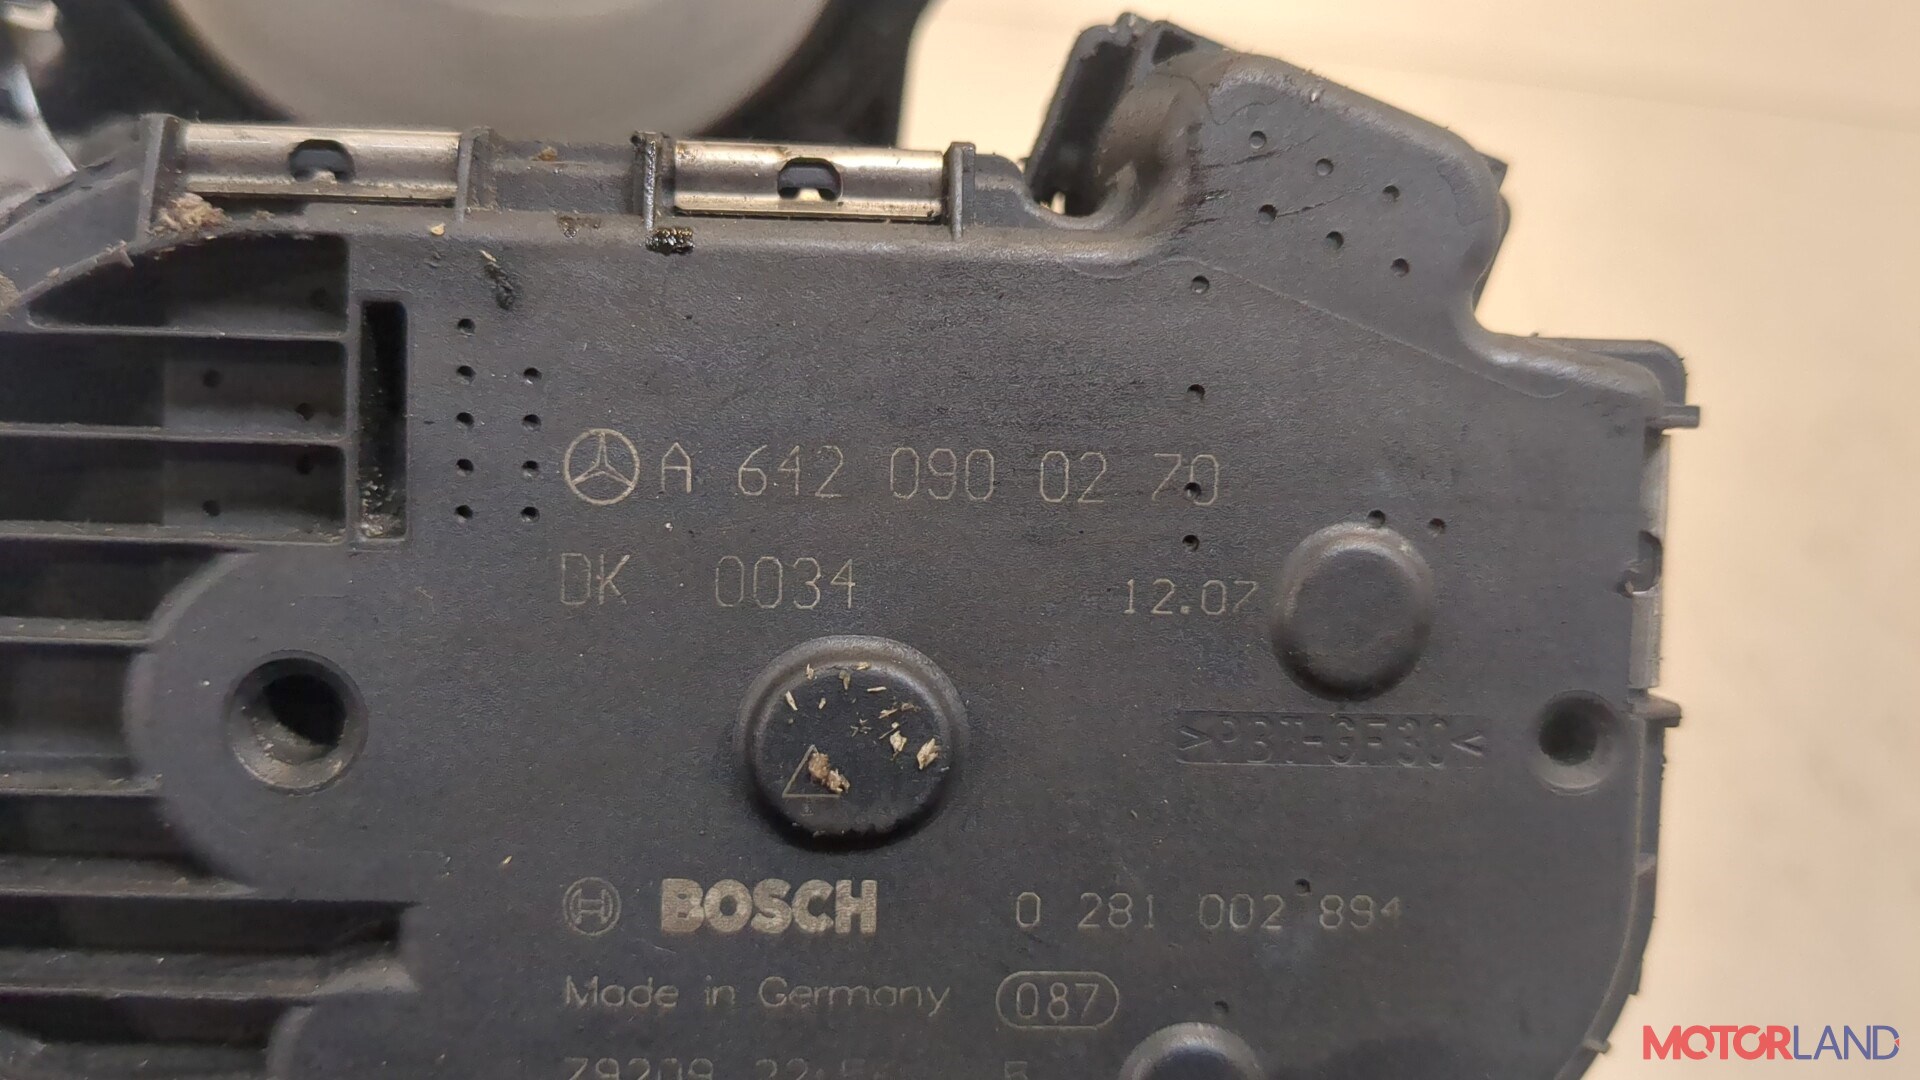 A 642 090 02 70
DK 0034 12.07
>PBT-GF30<
BOSCH 0 281 002 894
Made in Germany 087
MOTORLAND